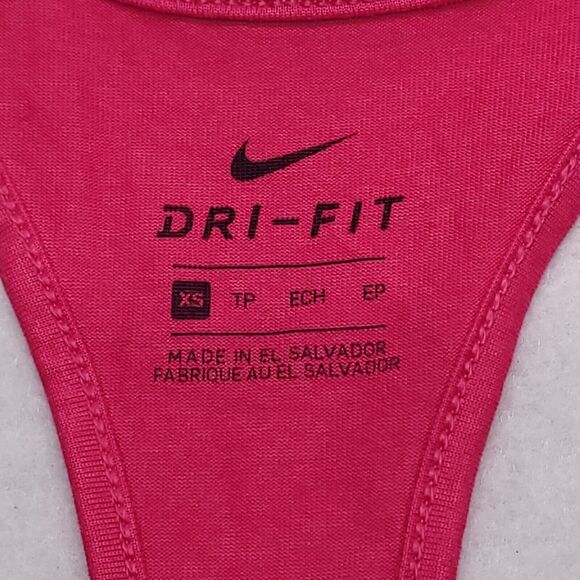 DRI-FIT
XS TP ECH EP
MADE IN EL SALVADOR
FABRIQUE AU EL SALVADOR